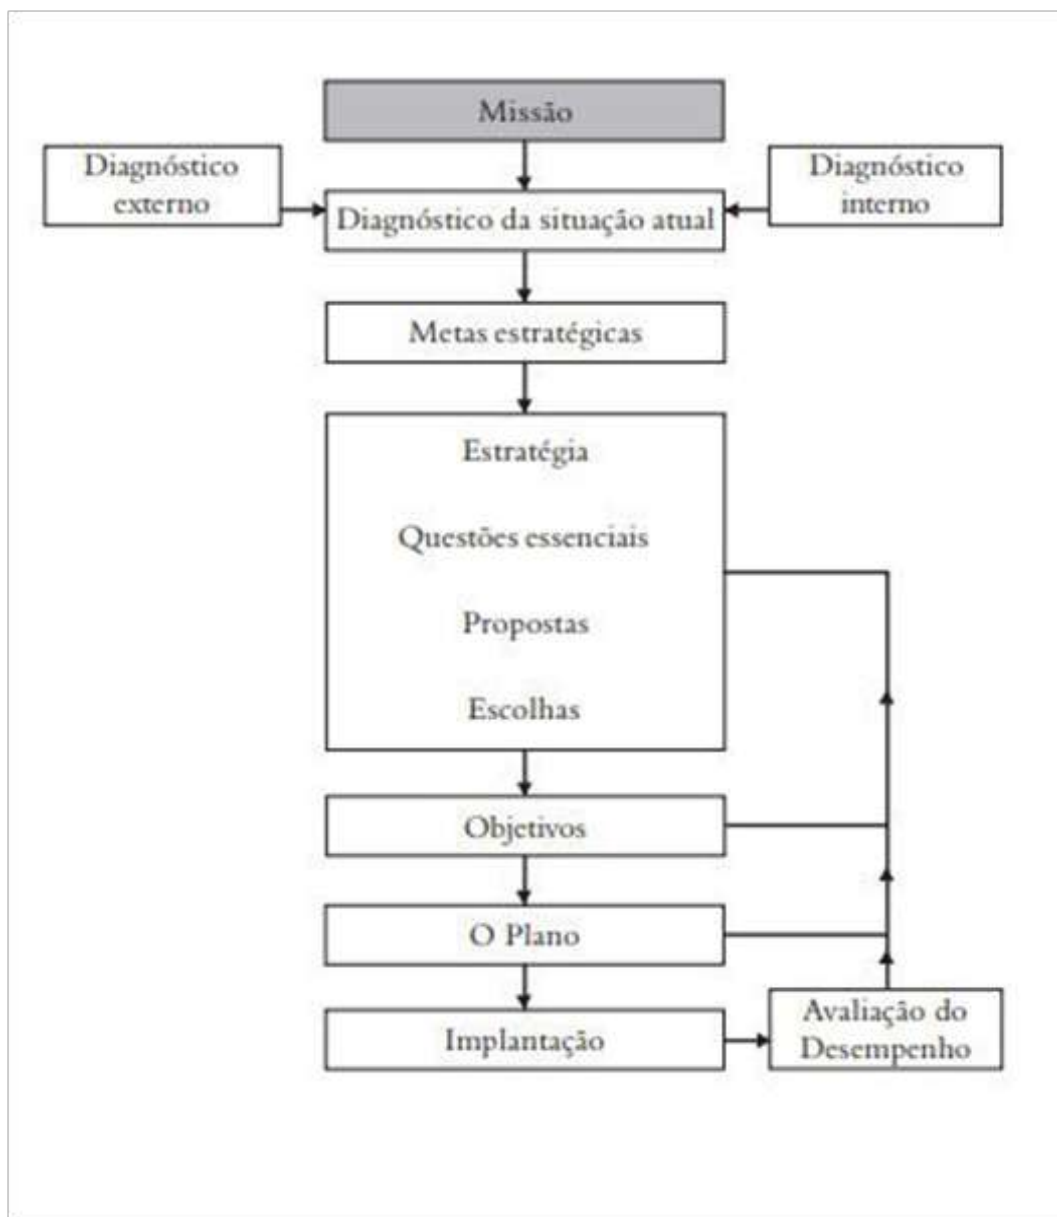 Missão
Diagnóstico
externo
Diagnóstico
interno
Diagnóstico da situação atual
Metas estratégicas
Estratégia
Questões essenciais
Propostas
Escolhas
Objetivos
O Plano
Implantação
Avaliação do
Desempenho